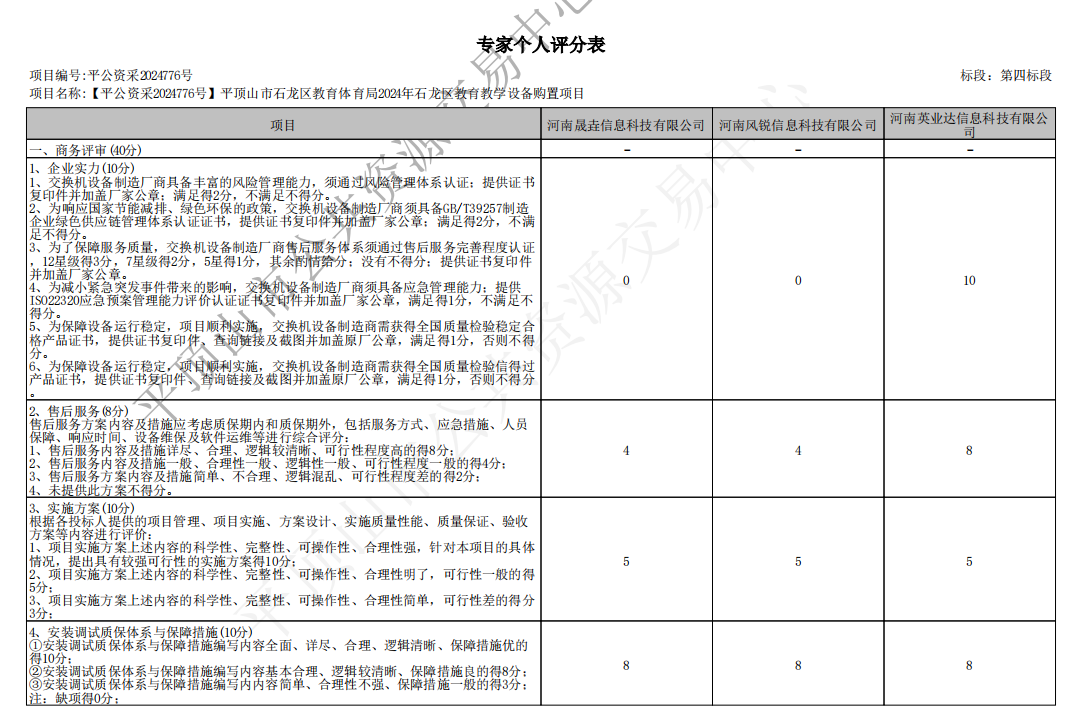 专家个人评分表
项目编号:平公资采2024776号
标段：第四标段
项目名称:【平公资采2024776号】平顶山市石龙区教育体育局2024年石龙区教育教学设备购置项目
项目
河南晟垚信息科技有限公司
河南风锐信息科技有限公司
河南英业达信息科技有限公
司
一、商务评审(40分)
-
-
-
1、企业实力(10分)
1、交换机设备制造厂商具备丰富的风险管理能力，须通过风险管理体系认证；提供证书
复印件并加盖厂家公章；满足得2分，不满足不得分。
2、为响应国家节能减排、绿色环保的政策，交换机设备制造厂商须具备GB/T39257制造
企业绿色供应链管理体系认证证书，提供证书复印件并加盖厂家公章；满足得2分，不满
足不得分。
3、为了保障服务质量，交换机设备制造厂商售后服务体系须通过售后服务完善程度认证
，12星级得3分，7星级得2分，5星得1分，其余酌情给分；没有不得分；提供证书复印件
并加盖厂家公章。
4、为减小紧急突发事件带来的影响，交换机设备制造厂商须具备应急管理能力；提供
ISO22320应急预案管理能力评价认证证书复印件并加盖厂家公章，满足得1分，不满足不
得分。
5、为保障设备运行稳定，项目顺利实施，交换机设备制造商需获得全国质量检验稳定合
格产品证书，提供证书复印件、查询链接及截图并加盖原厂公章，满足得1分，否则不得
分。
6、为保障设备运行稳定，项目顺利实施，交换机设备制造商需获得全国质量检验信得过
产品证书，提供证书复印件、查询链接及截图并加盖原厂公章，满足得1分，否则不得分
。
0
0
10
2、售后服务(8分)
售后服务方案内容及措施应考虑质保期内和质保期外，包括服务方式、应急措施、人员
保障、响应时间、设备维保及软件运维等进行综合评分；
1、售后服务内容及措施详尽、合理、逻辑较清晰、可行性程度高的得8分；
2、售后服务内容及措施一般、合理性一般、逻辑性一般、可行性程度一般的得4分；
3、售后服务方案内容及措施简单、不合理、逻辑混乱、可行性程度差的得2分；
4、未提供此方案不得分。
4
4
8
3、实施方案(10分)
根据各投标人提供的项目管理、项目实施、方案设计、实施质量性能、质量保证、验收
方案等内容进行评价：
1、项目实施方案上述内容的科学性、完整性、可操作性、合理性强，针对本项目的具体
情况，提出具有较强可行性的实施方案得10分；
2、项目实施方案上述内容的科学性、完整性、可操作性、合理性明了，可行性一般的得
5分；
3、项目实施方案上述内容的科学性、完整性、可操作性、合理性简单，可行性差的得分
3分；
5
5
5
4、安装调试质保体系与保障措施(10分)
①安装调试质保体系与保障措施编写内容全面、详尽、合理、逻辑清晰、保障措施优的
得10分；
②安装调试质保体系与保障措施编写内容基本合理、逻辑较清晰、保障措施良的得8分；
③安装调试质保体系与保障措施编写内内容简单、合理性不强、保障措施一般的得3分；
注：缺项得0分；
8
8
8
平顶山市公共资源交易中心
平顶山市公共资源交易中心